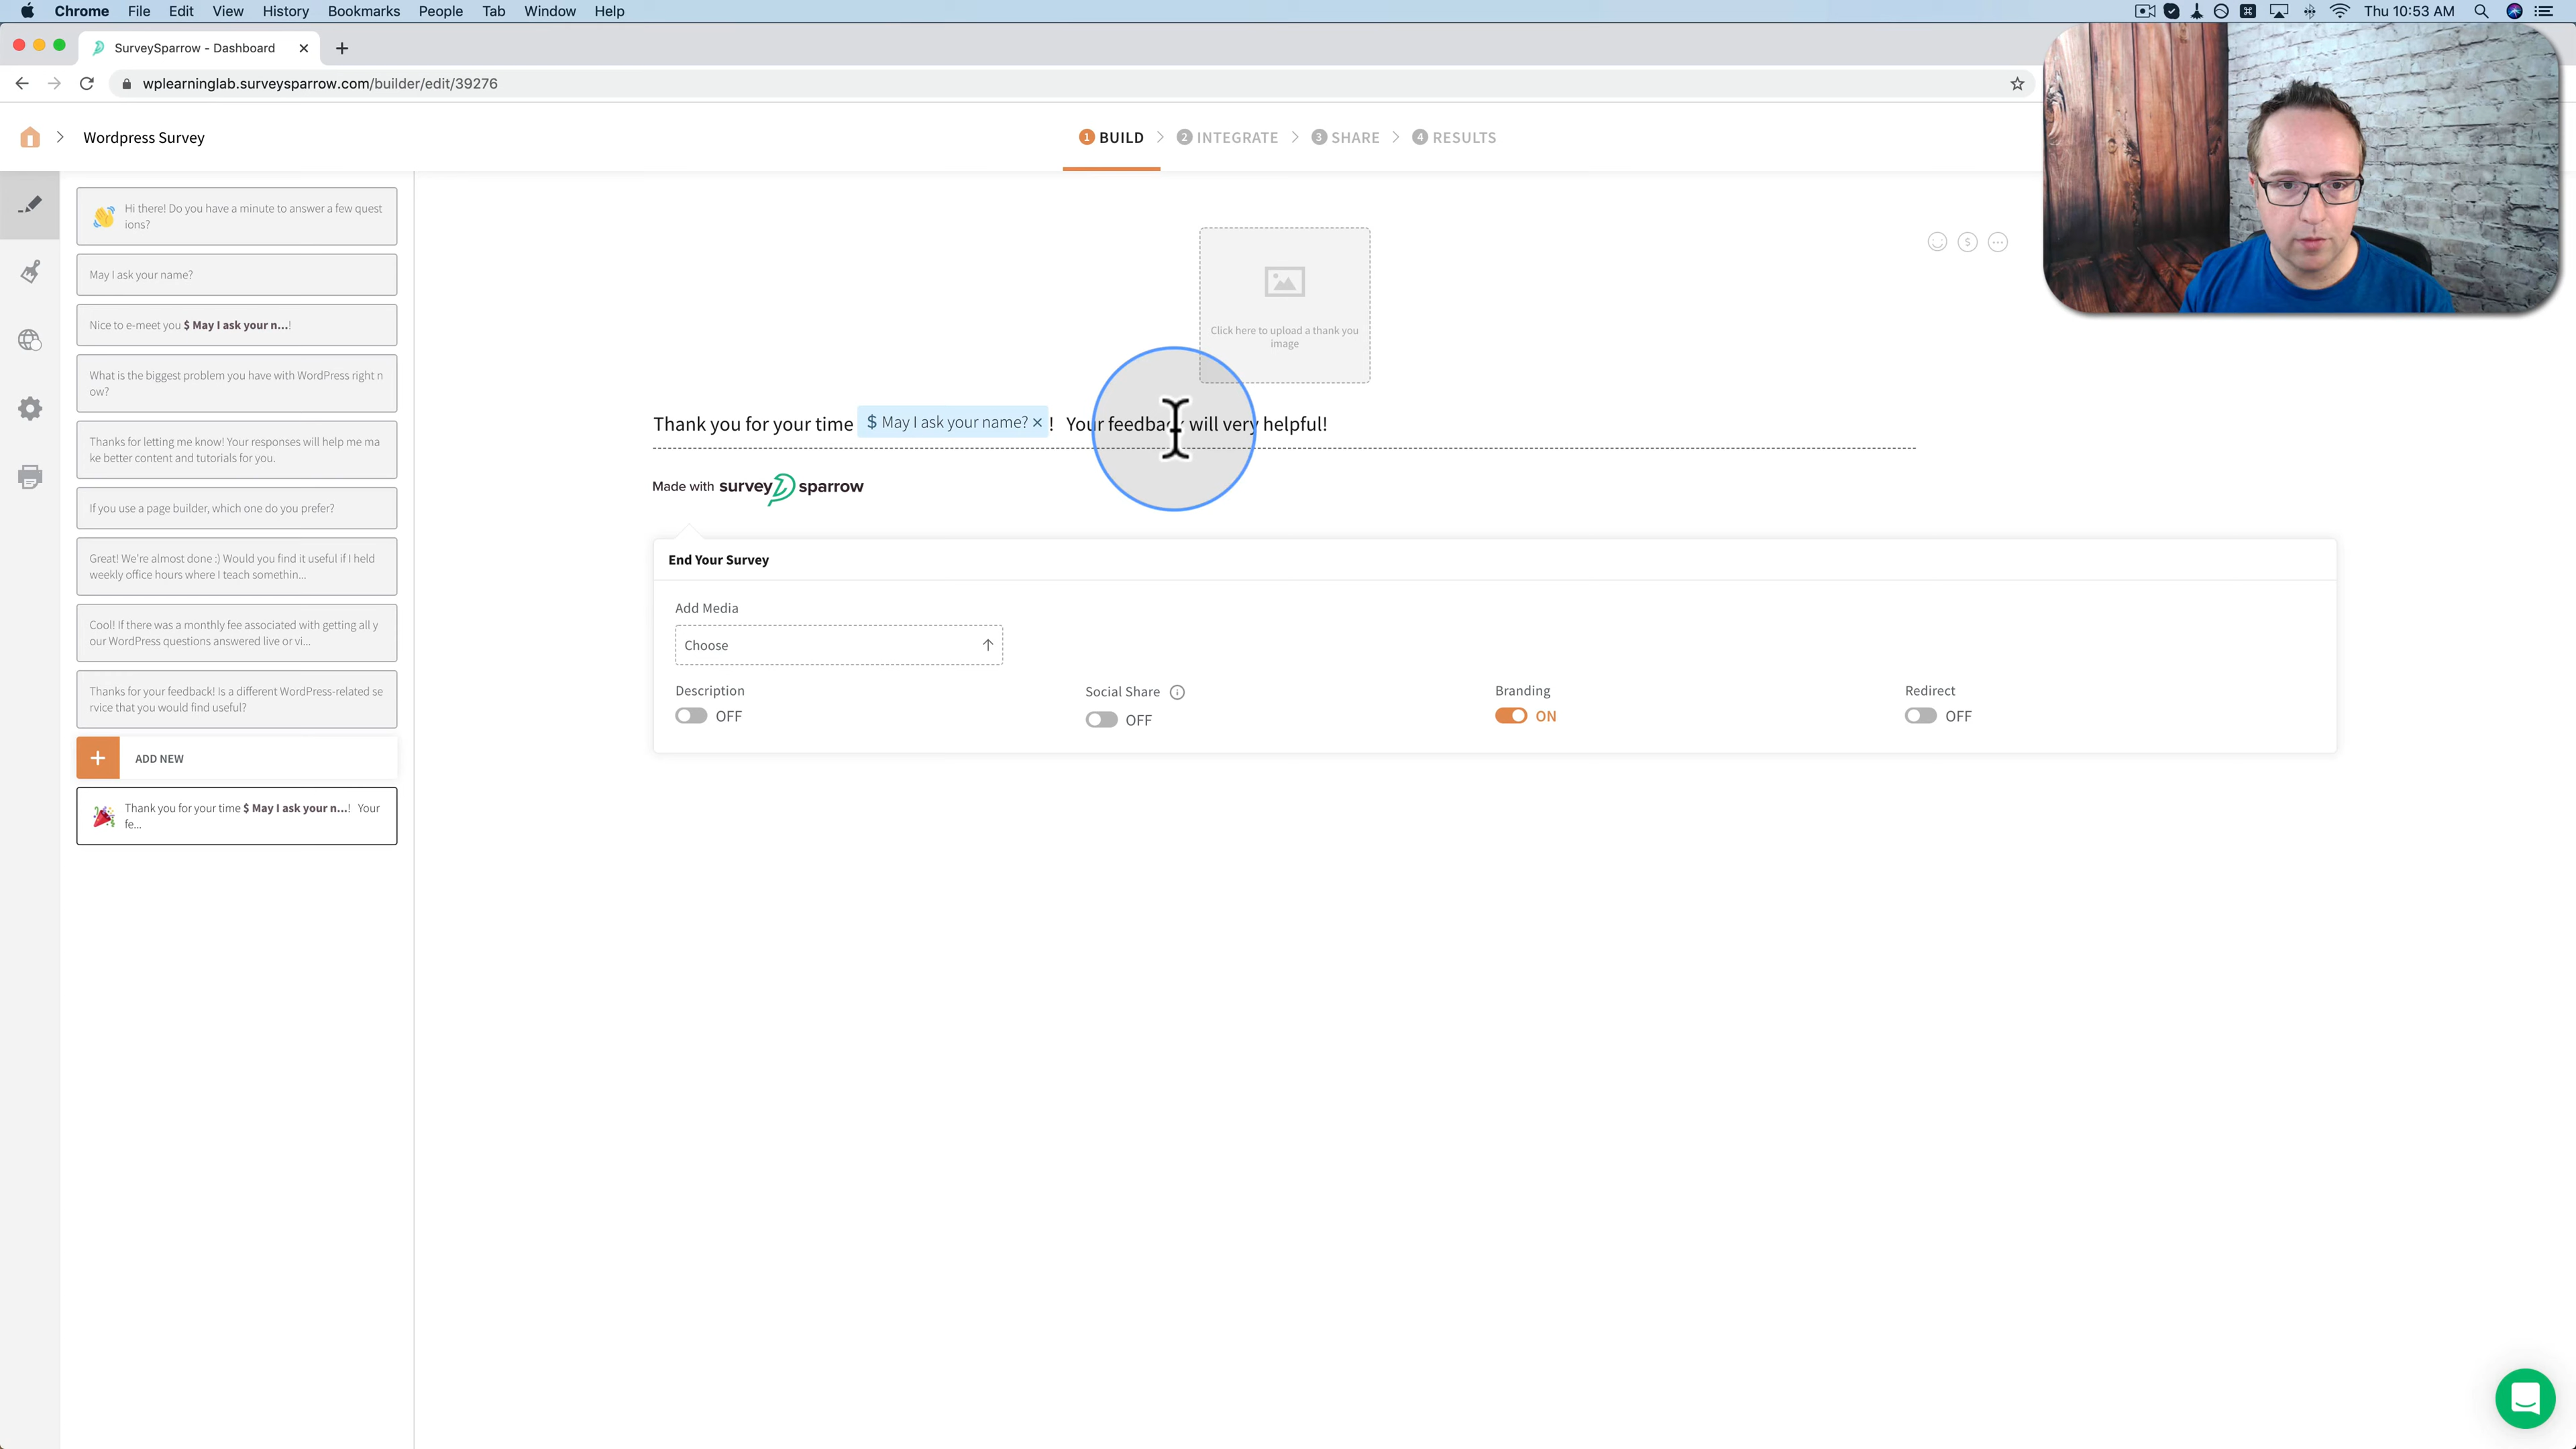 Chrome File Edit View History Bookmarks People Tab Window Help
Thu 10:53 AM
SurveySparrow - Dashboard
wplearninglab.surveysparrow.com/builder/edit/39276
Wordpress Survey
1 BUILD
2 INTEGRATE
3 SHARE
4 RESULTS
Hi there! Do you have a minute to answer a few quest
ions?
May I ask your name?
Nice to e-meet you $ May I ask your n...!
What is the biggest problem you have with WordPress right n
ow?
Thanks for letting me know! Your responses will help me ma
ke better content and tutorials for you.
If you use a page builder, which one do you prefer?
Great! We're almost done :) Would you find it useful if I held
weekly office hours where I teach somethin...
Cool! If there was a monthly fee associated with getting all y
our WordPress questions answered live or vi...
Thanks for your feedback! Is a different WordPress-related se
rvice that you would find useful?
+ ADD NEW
Thank you for your time $ May I ask your n...! Your
fe...
Click here to upload a thank you
image
$
Thank you for your time $ May I ask your name? × ! Your feedback will very helpful!
Made with surveysparrow
End Your Survey
Add Media
Choose
Description
OFF
Social Share
OFF
Branding
ON
Redirect
OFF